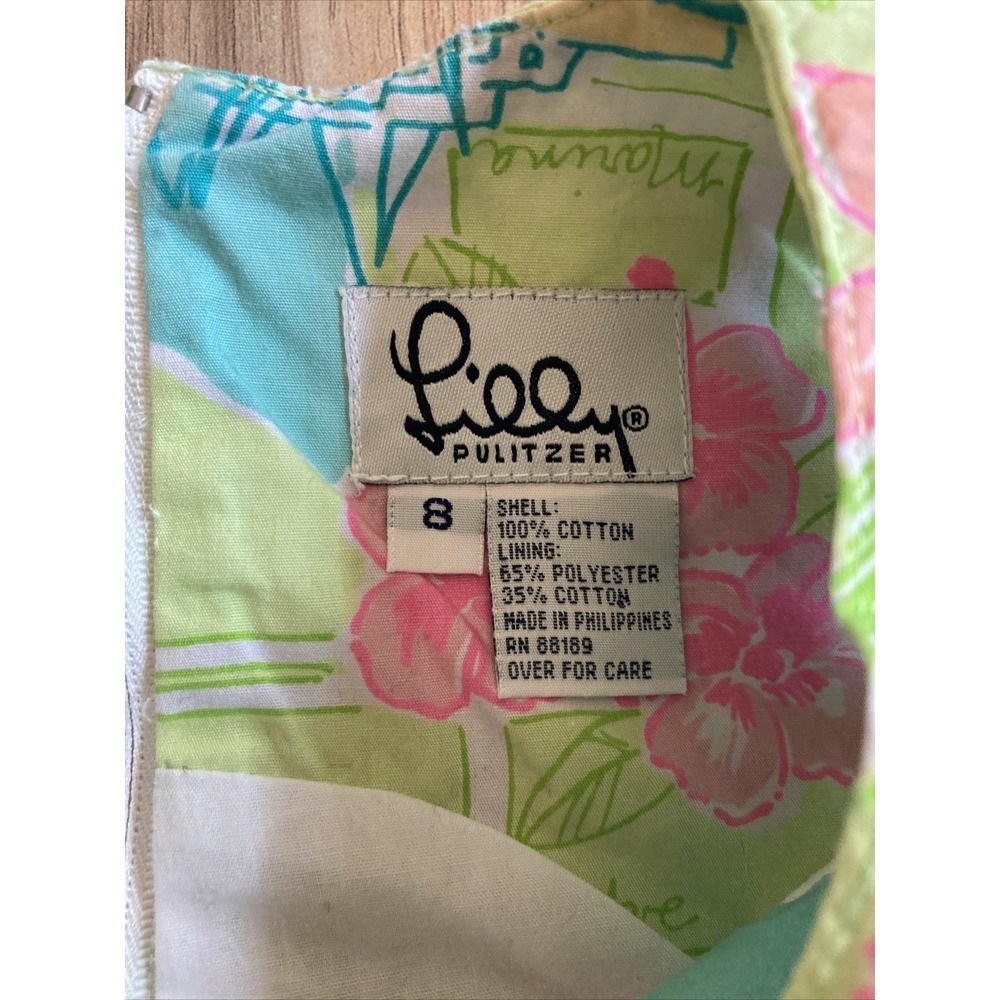 marina
Lilly®
PULITZER
8
SHELL:
100% COTTON
LINING:
65% POLYESTER
35% COTTON
MADE IN PHILIPPINES
RN 88189
OVER FOR CARE